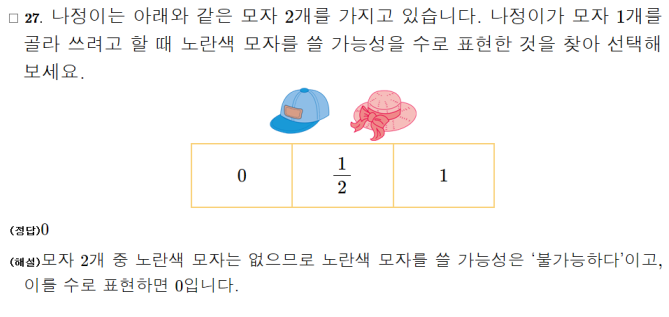 □ 27. 나정이는 아래와 같은 모자 2개를 가지고 있습니다. 나정이가 모자 1개를
골라 쓰려고 할 때 노란색 모자를 쓸 가능성을 수로 표현한 것을 찾아 선택해
보세요.
0 1/2 1
(정답)0
(해설)모자 2개 중 노란색 모자는 없으므로 노란색 모자를 쓸 가능성은 ‘불가능하다’이고,
이를 수로 표현하면 0입니다.